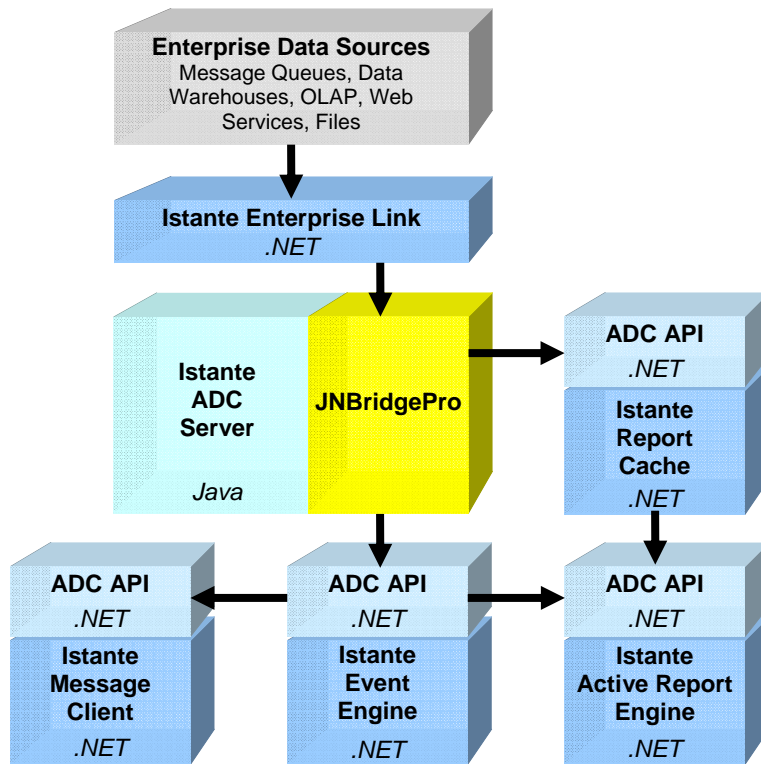 Enterprise Data Sources
Message Queues, Data
Warehouses, OLAP, Web
Services, Files
Istante Enterprise Link
.NET
Istante
ADC
Server
Java
JNBridgePro
ADC API
.NET
Istante
Report
Cache
.NET
ADC API
.NET
Istante
Message
Client
.NET
ADC API
.NET
Istante
Event
Engine
.NET
ADC API
.NET
Istante
Active Report
Engine
.NET